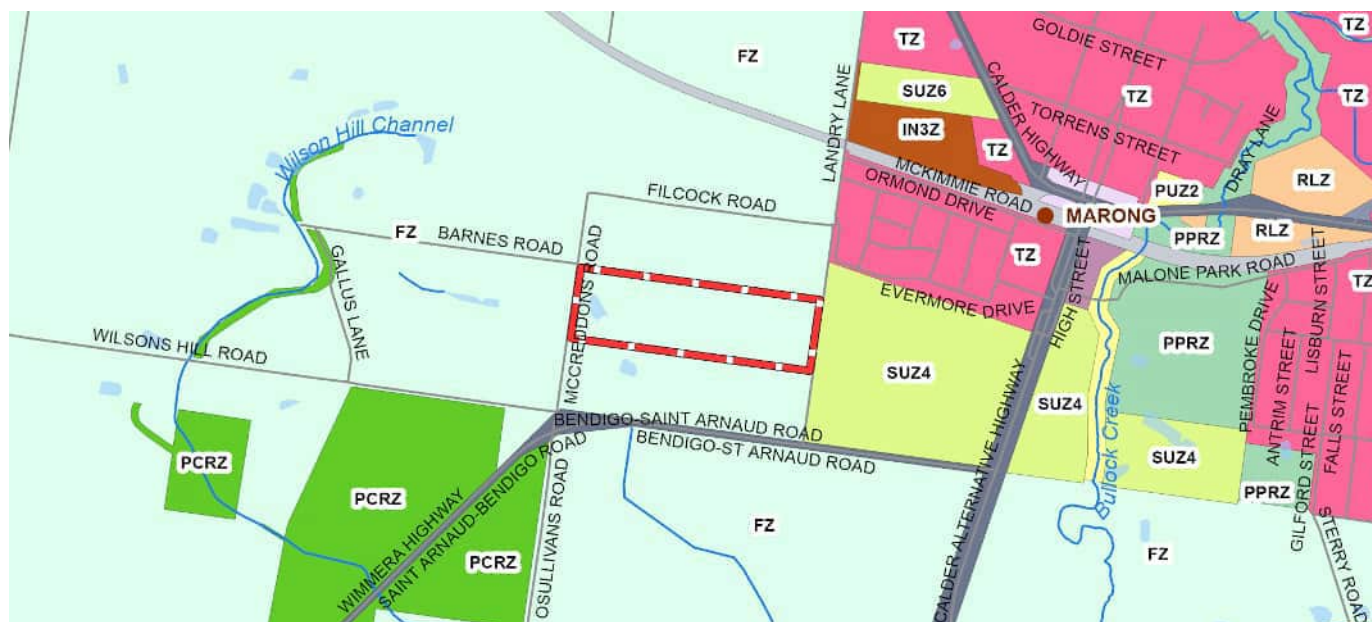 FZ
TZ
GOLDIE STREET
TZ
SUZ6
CALDER HIGHWAY
TZ
TZ
TORRENS STREET
Wilson Hill Channel
LANDRY LANE
IN3Z
TZ
MCKIMMIE ROAD
DRAY LANE
ORMOND DRIVE
PUZ2
RLZ
FILCOCK ROAD
MARONG
FZ
BARNES ROAD
PPRZ
RLZ
GALLUS LANE
MCCREDDONS ROAD
TZ
HIGH STREET
MALONE PARK ROAD
TZ
EVERMORE DRIVE
WILSONS HILL ROAD
PPRZ
PEMBROKE DRIVE
LISBURN STREET
SUZ4
SUZ4
ANTRIM STREET
FALLS STREET
BENDIGO-SAINT ARNAUD ROAD
BENDIGO-ST ARNAUD ROAD
Bullock Creek
SUZ4
PCRZ
PPRZ
GILFORD STREET
PCRZ
WIMMERA HIGHWAY
SAINT ARNAUD-BENDIGO ROAD
OSULLIVANS ROAD
PCRZ
FZ
CALDER ALTERNATIVE HIGHWAY
FZ
STERRY ROAD